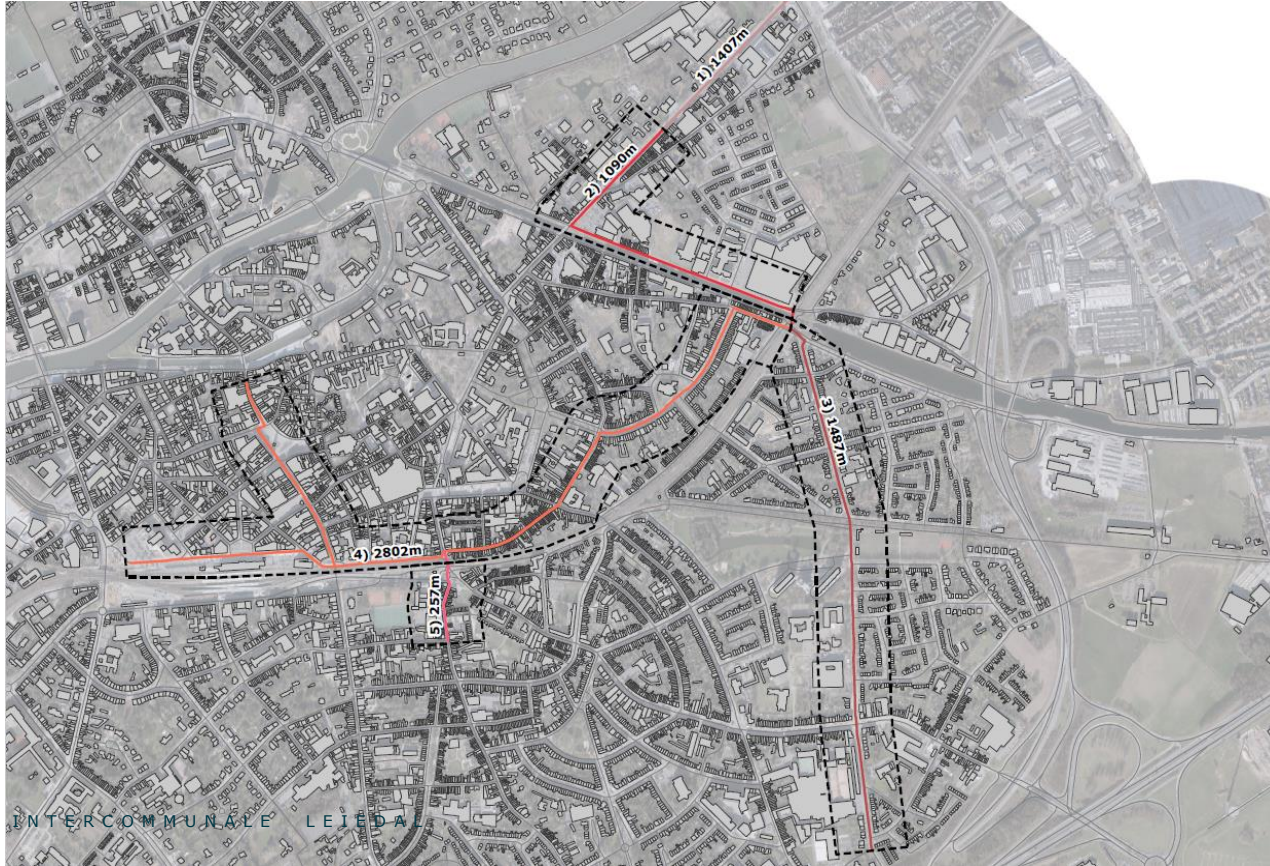 1) 1407m
2) 1090m
3) 1487m
4) 2802m
5) 257m
INTERCOMMUNALE LEIEDAL